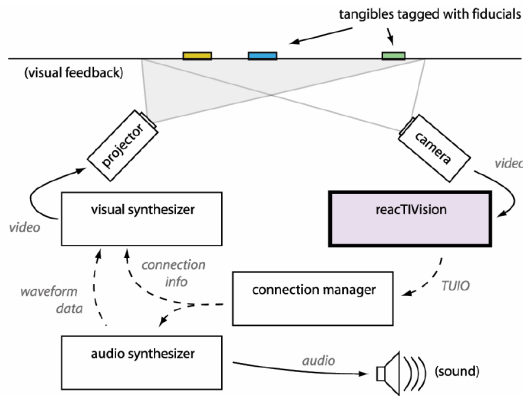 tangibles tagged with fiducials
(visual feedback)
projector
camera
video
video
visual synthesizer
reacTIVision
connection
info
TUIO
waveform
data
connection manager
audio synthesizer
audio
(sound)